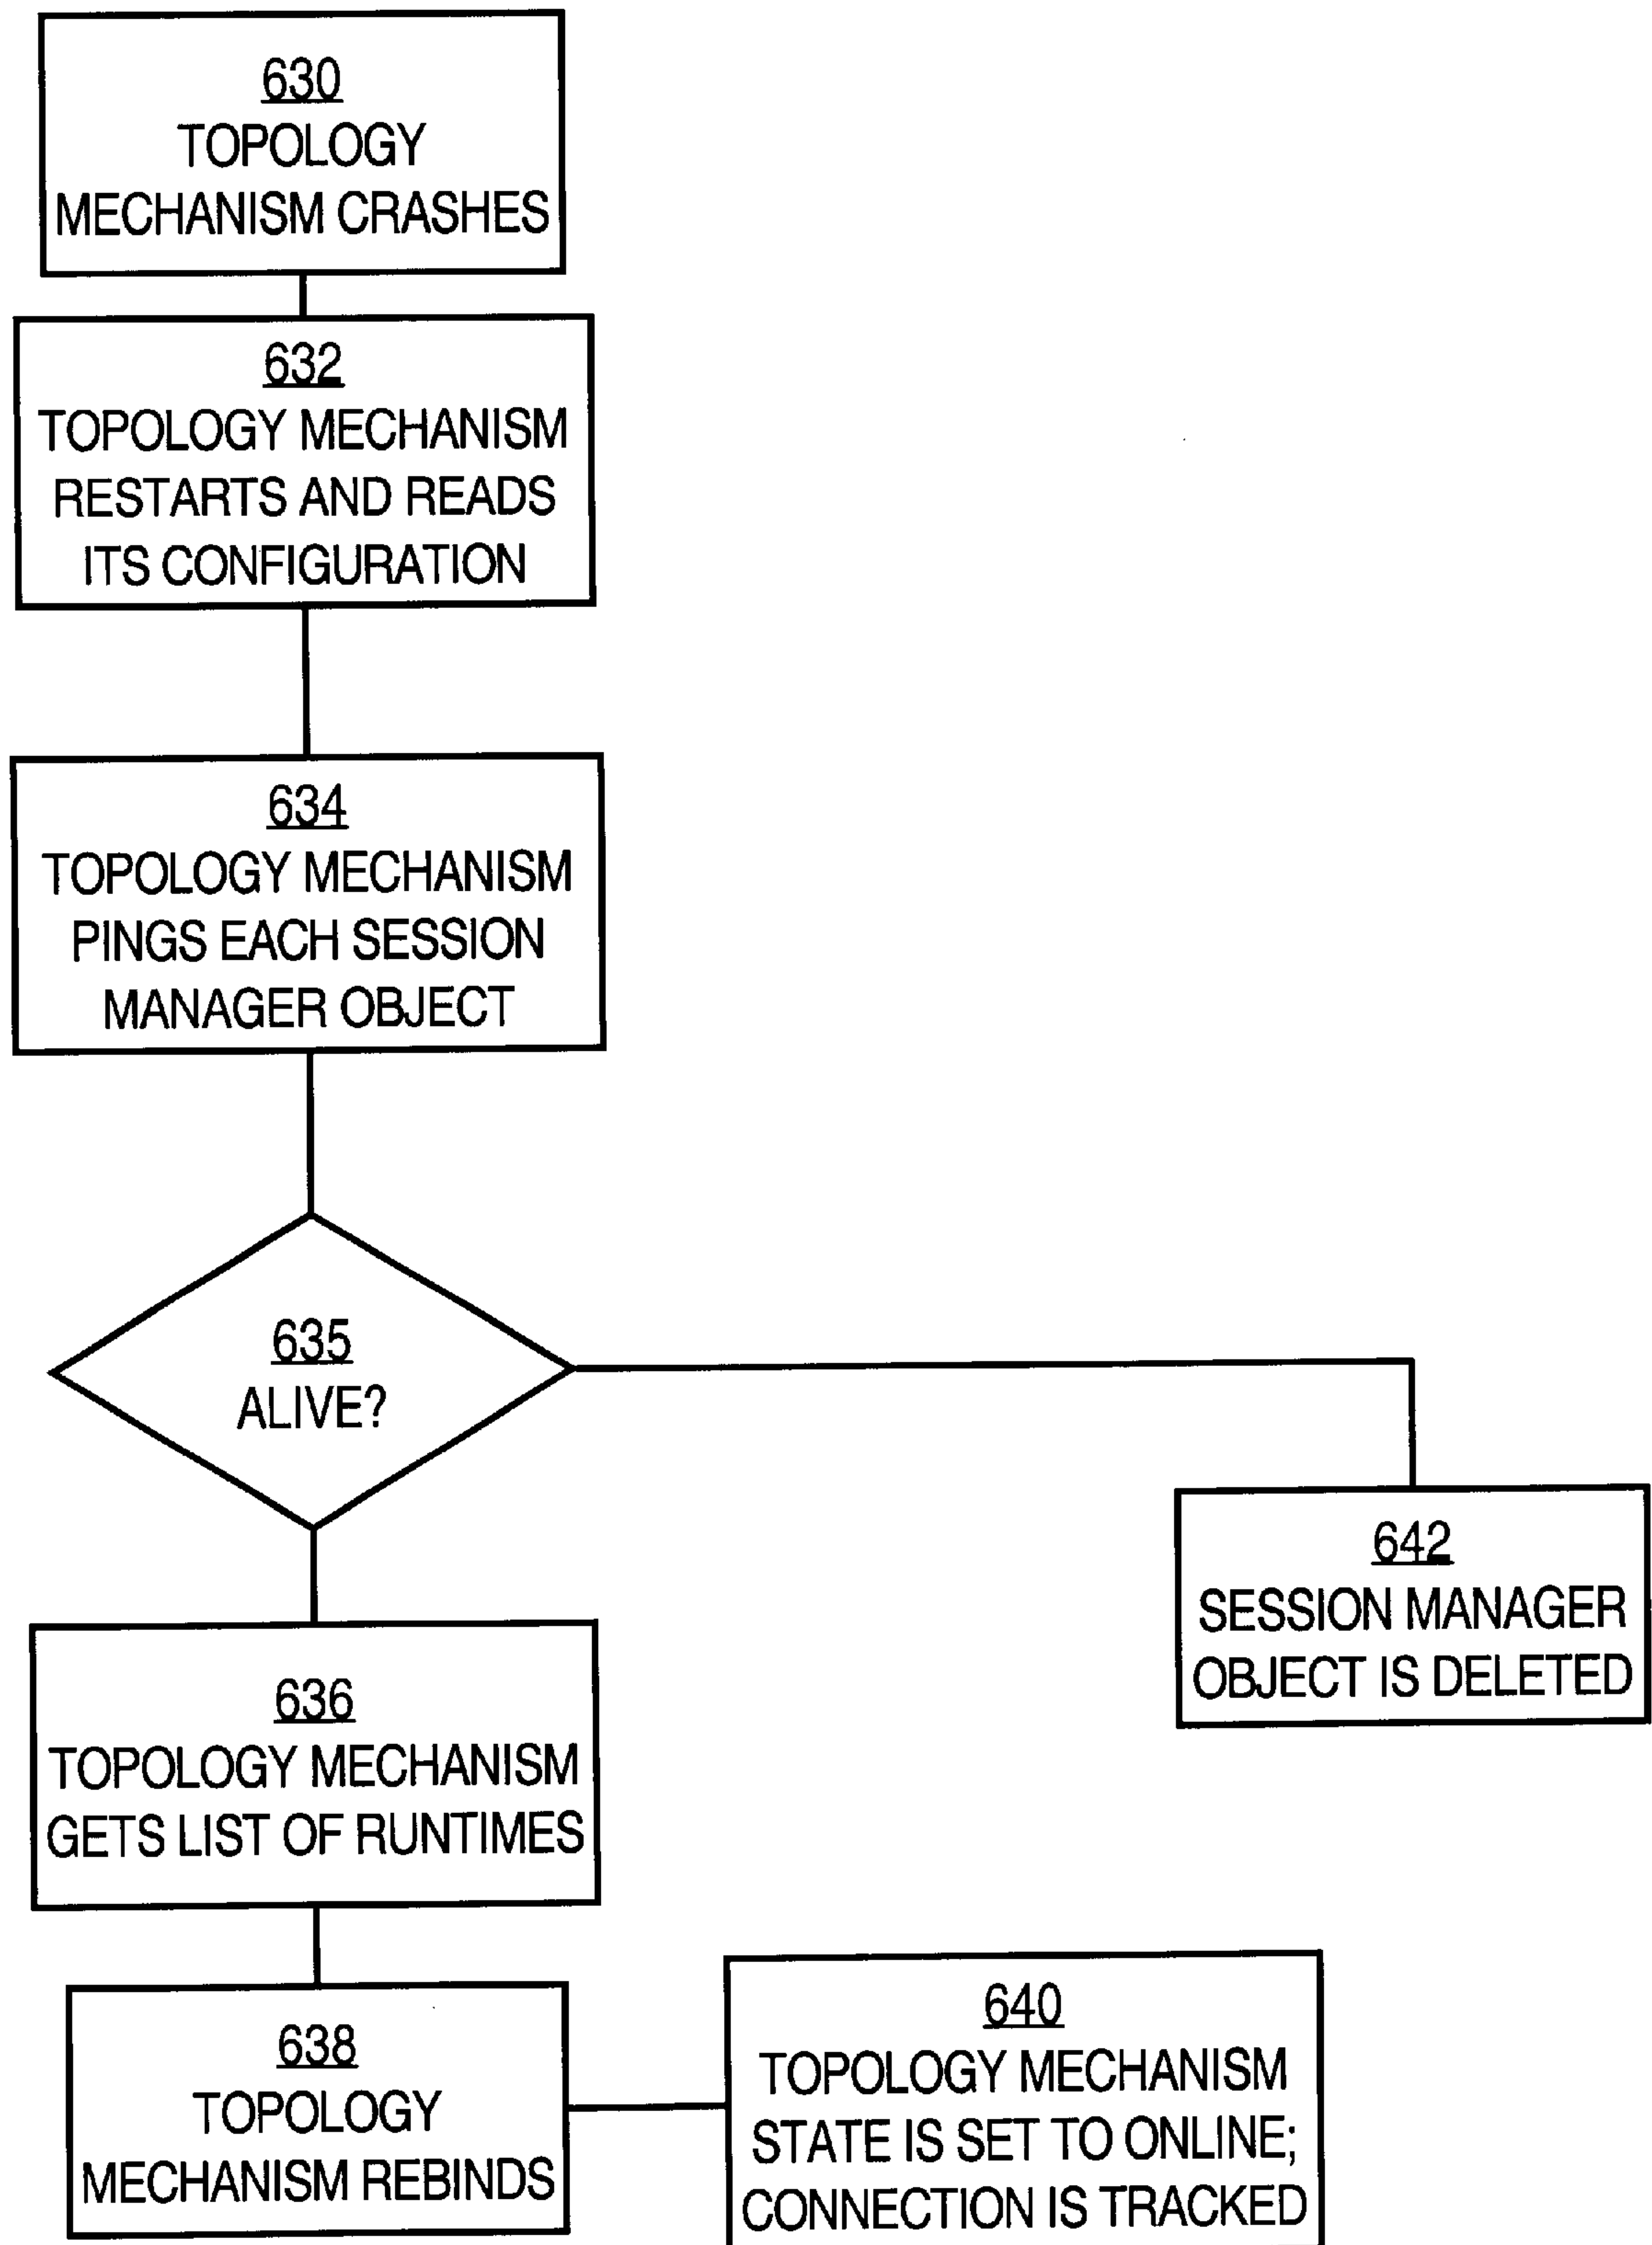 630
TOPOLOGY
MECHANISM CRASHES
632
TOPOLOGY MECHANISM
RESTARTS AND READS
ITS CONFIGURATION
634
TOPOLOGY MECHANISM
PINGS EACH SESSION
MANAGER OBJECT
635
ALIVE?
642
SESSION MANAGER
OBJECT IS DELETED
636
TOPOLOGY MECHANISM
GETS LIST OF RUNTIMES
638
TOPOLOGY
MECHANISM REBINDS
640
TOPOLOGY MECHANISM
STATE IS SET TO ONLINE;
CONNECTION IS TRACKED